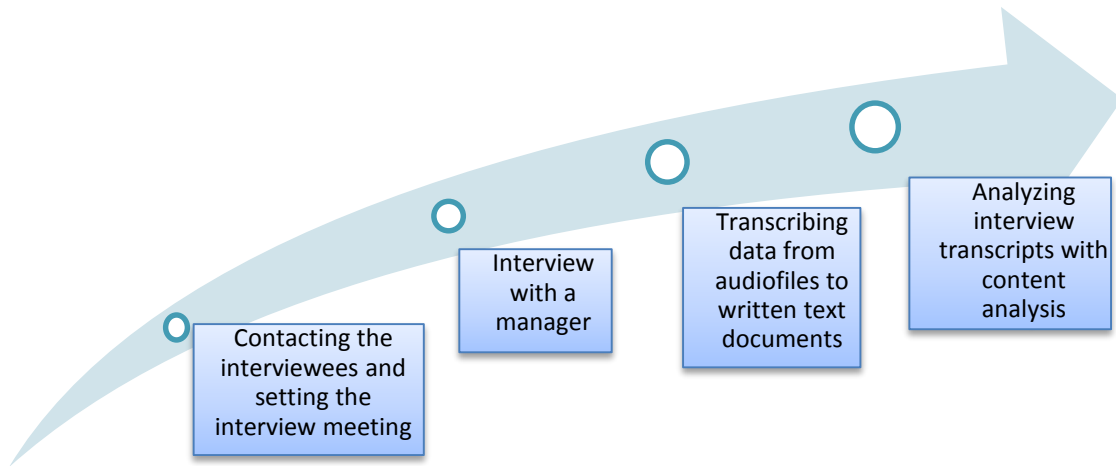 Contacting the
interviewees and
setting the
interview meeting
Interview
with a
manager
Transcribing
data from
audiofiles to
written text
documents
Analyzing
interview
transcripts with
content
analysis